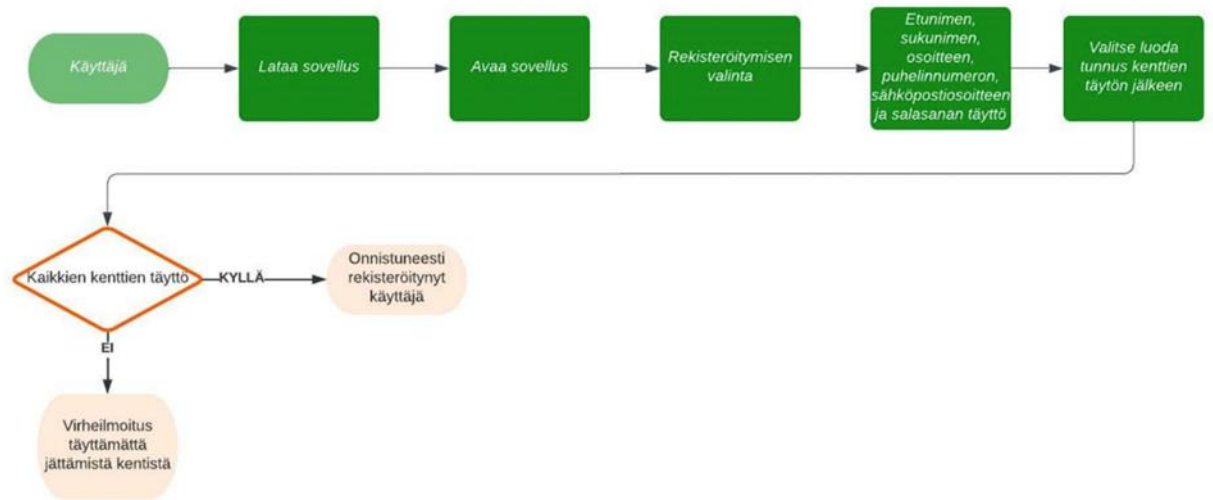 Käyttäjä
Lataa sovellus
Avaa sovellus
Rekisteröitymisen
valinta
Etunimen,
sukunimen,
osoitteen,
puhelinnumeron,
sähköpostiosoitteen
ja salasanan täyttö
Valitse luoda
tunnus kenttien
täytön jälkeen
Kaikkien kenttien täyttö
KYLLÄ
Onnistuneesti
rekisteröitynyt
käyttäjä
EI
Virheilmoitus
täyttämättä
jättämistä kentistä